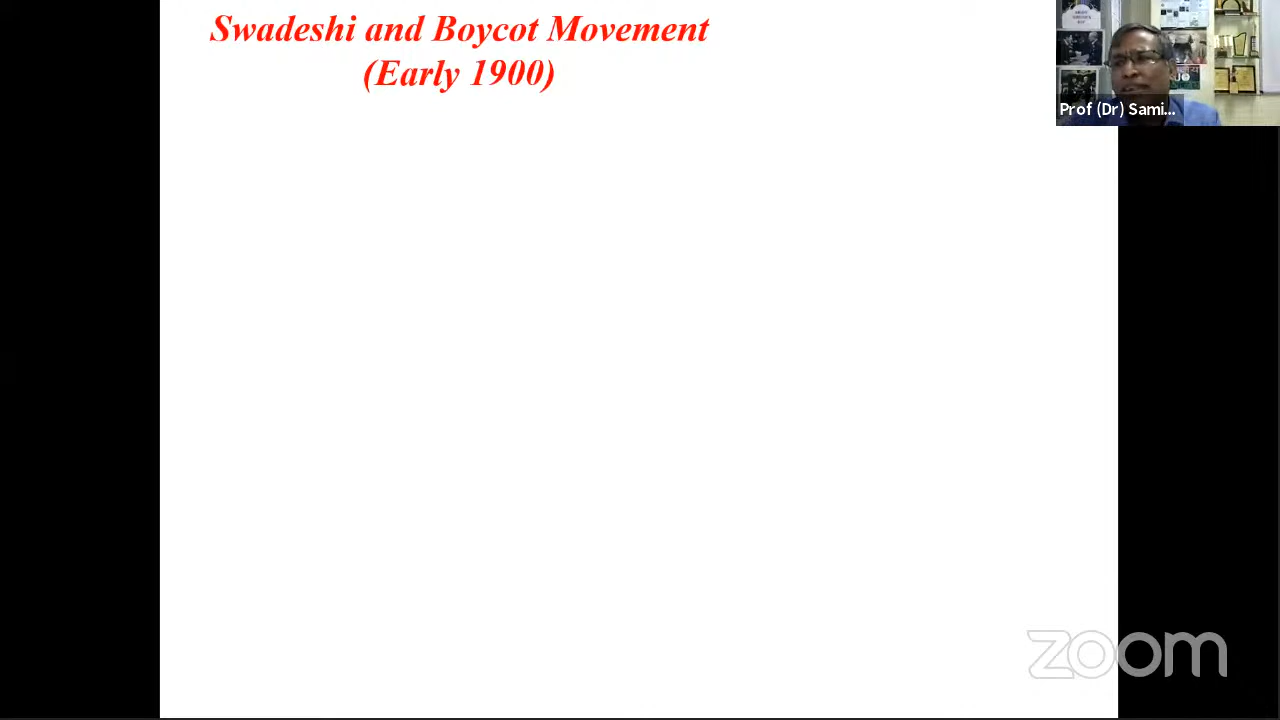 Swadeshi and Boycot Movement
(Early 1900)
Prof (Dr) Sami...
zoom